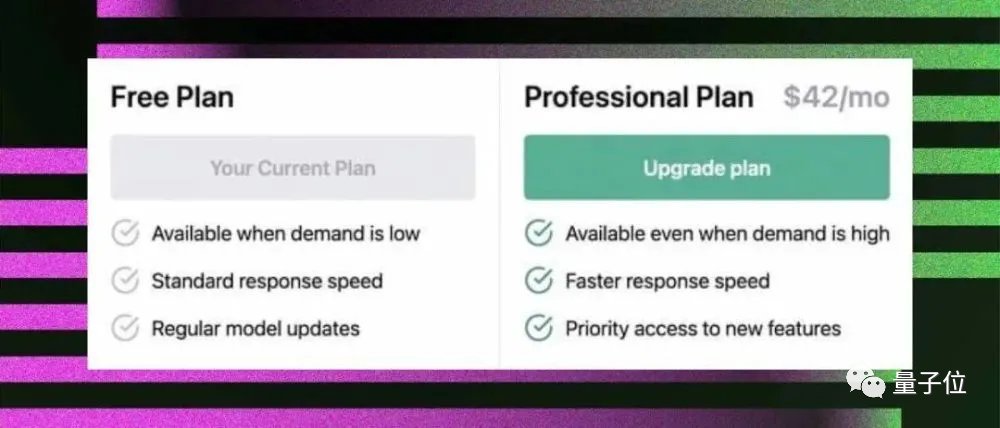 Free Plan
Your Current Plan
Available when demand is low
Standard response speed
Regular model updates
Professional Plan $42/mo
Upgrade plan
Available even when demand is high
Faster response speed
Priority access to new features
量子位